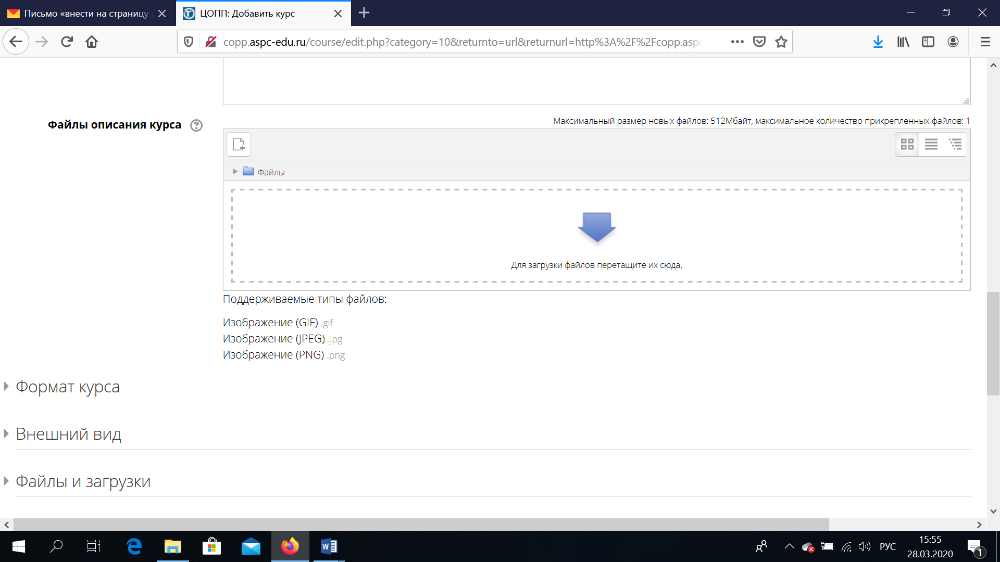 Письмо «внести на страницу
ЦОПП: Добавить курс
copp.aspc-edu.ru/course/edit.php?category=10&returnto=url&returnurl=http%3A%2F%2Fcopp.aspc
Файлы описания курса
Максимальный размер новых файлов: 512Мбайт, максимальное количество прикрепленных файлов: 1
Файлы
Для загрузки файлов перетащите их сюда.
Поддерживаемые типы файлов:
Изображение (GIF) .gif
Изображение (JPEG) .jpg
Изображение (PNG) .png
Формат курса
Внешний вид
Файлы и загрузки
РУС
15:55
28.03.2020
1